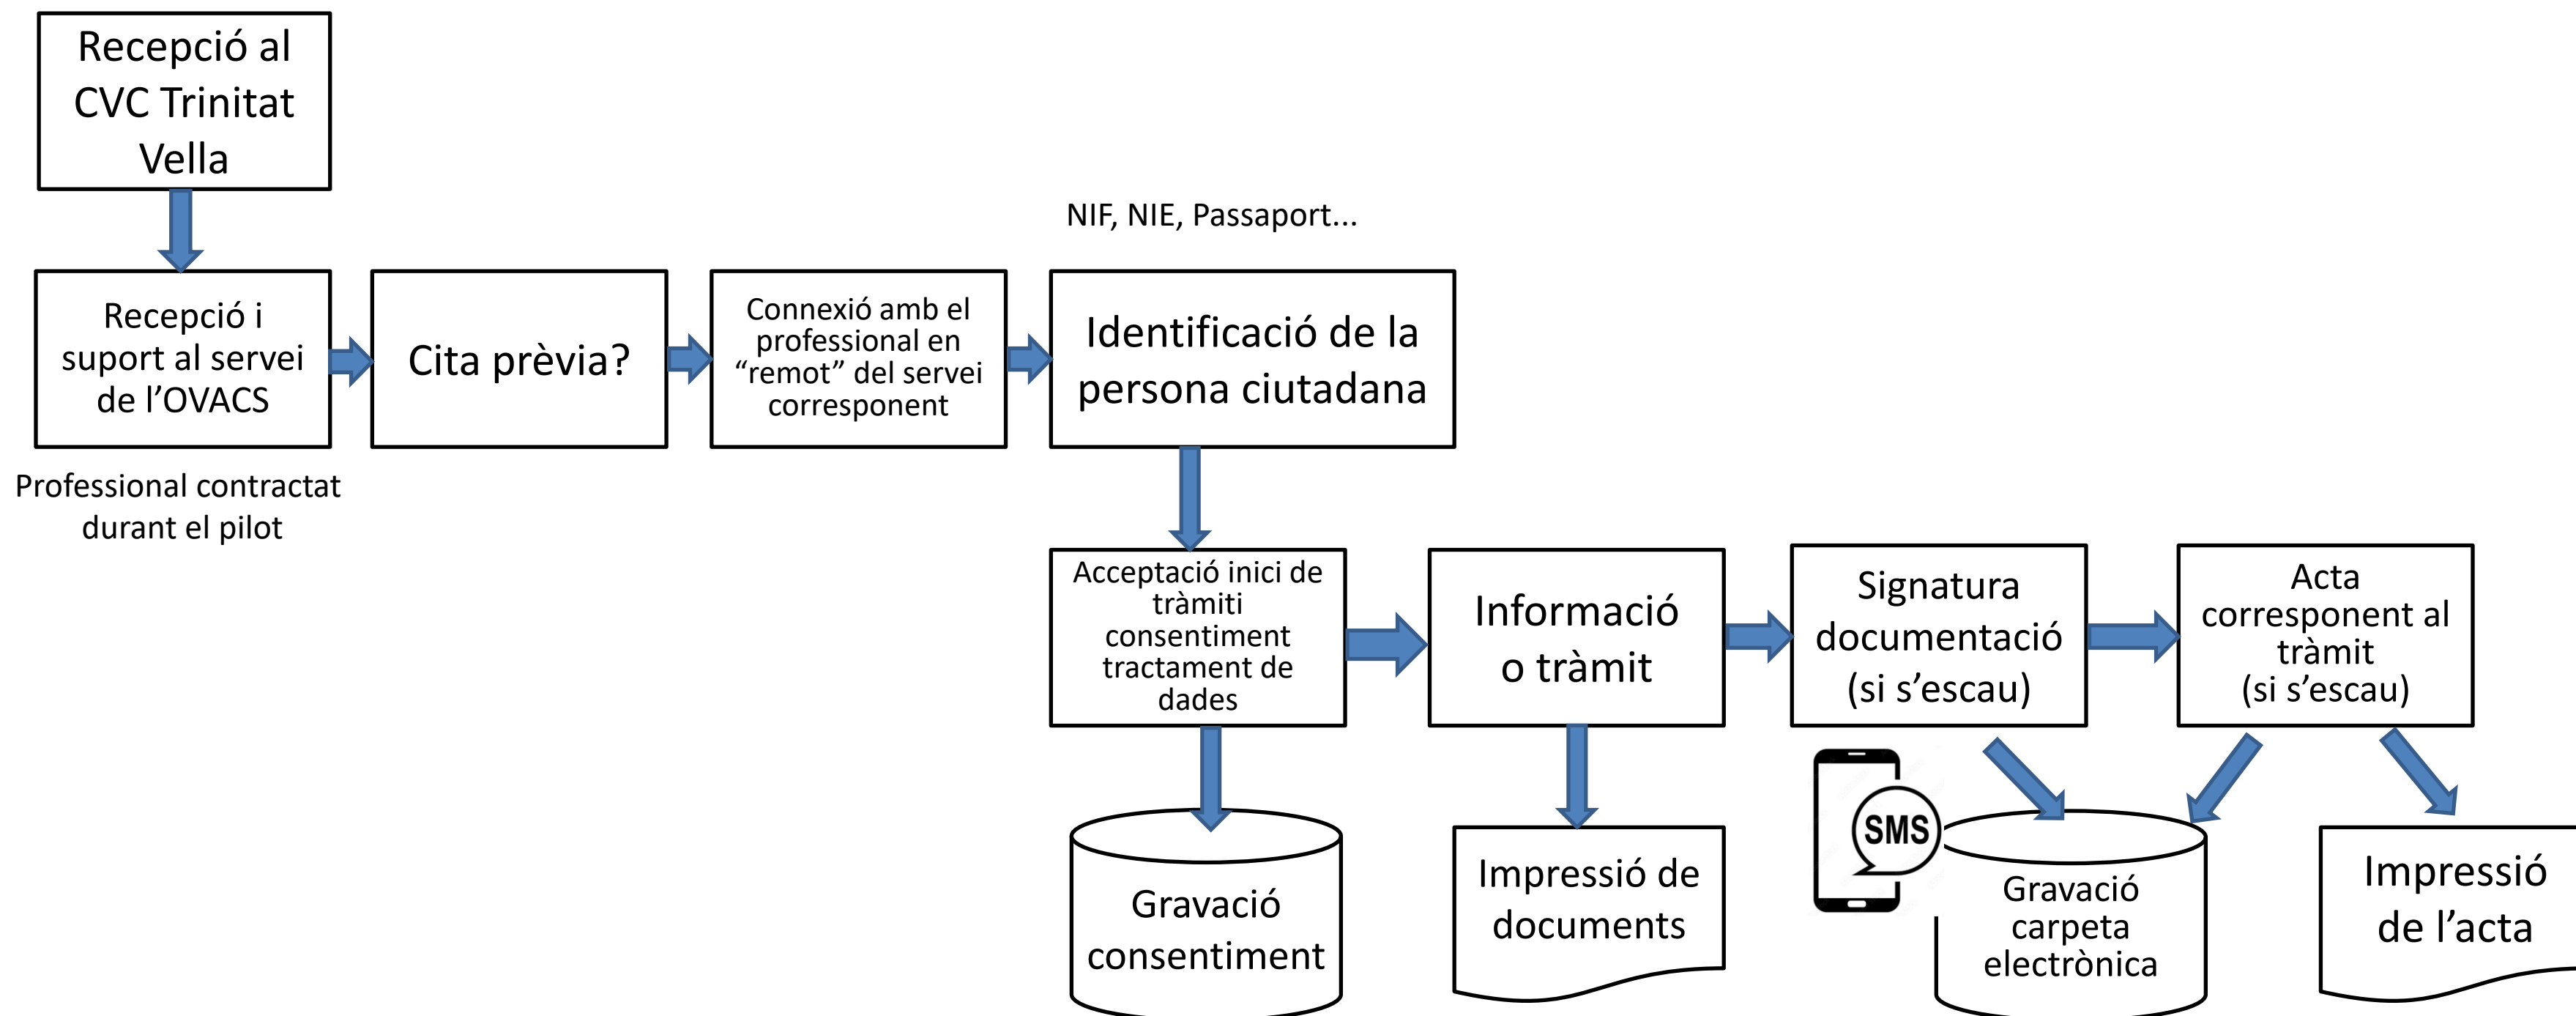 Recepció al
CVC Trinitat
Vella
NIF, NIE, Passaport...
Recepció i
suport al servei
de l’OVACS
Cita prèvia?
Connexió amb el
professional en
“remot” del servei
corresponent
Identificació de la
persona ciutadana
Professional contractat
durant el pilot
Acceptació inici de
tràmiti
consentiment
tractament de
dades
Informació
o tràmit
Signatura
documentació
(si s’escau)
Acta
corresponent al
tràmit
(si s’escau)
Gravació
consentiment
Impressió de
documents
SMS
Gravació
carpeta
electrònica
Impressió
de l’acta